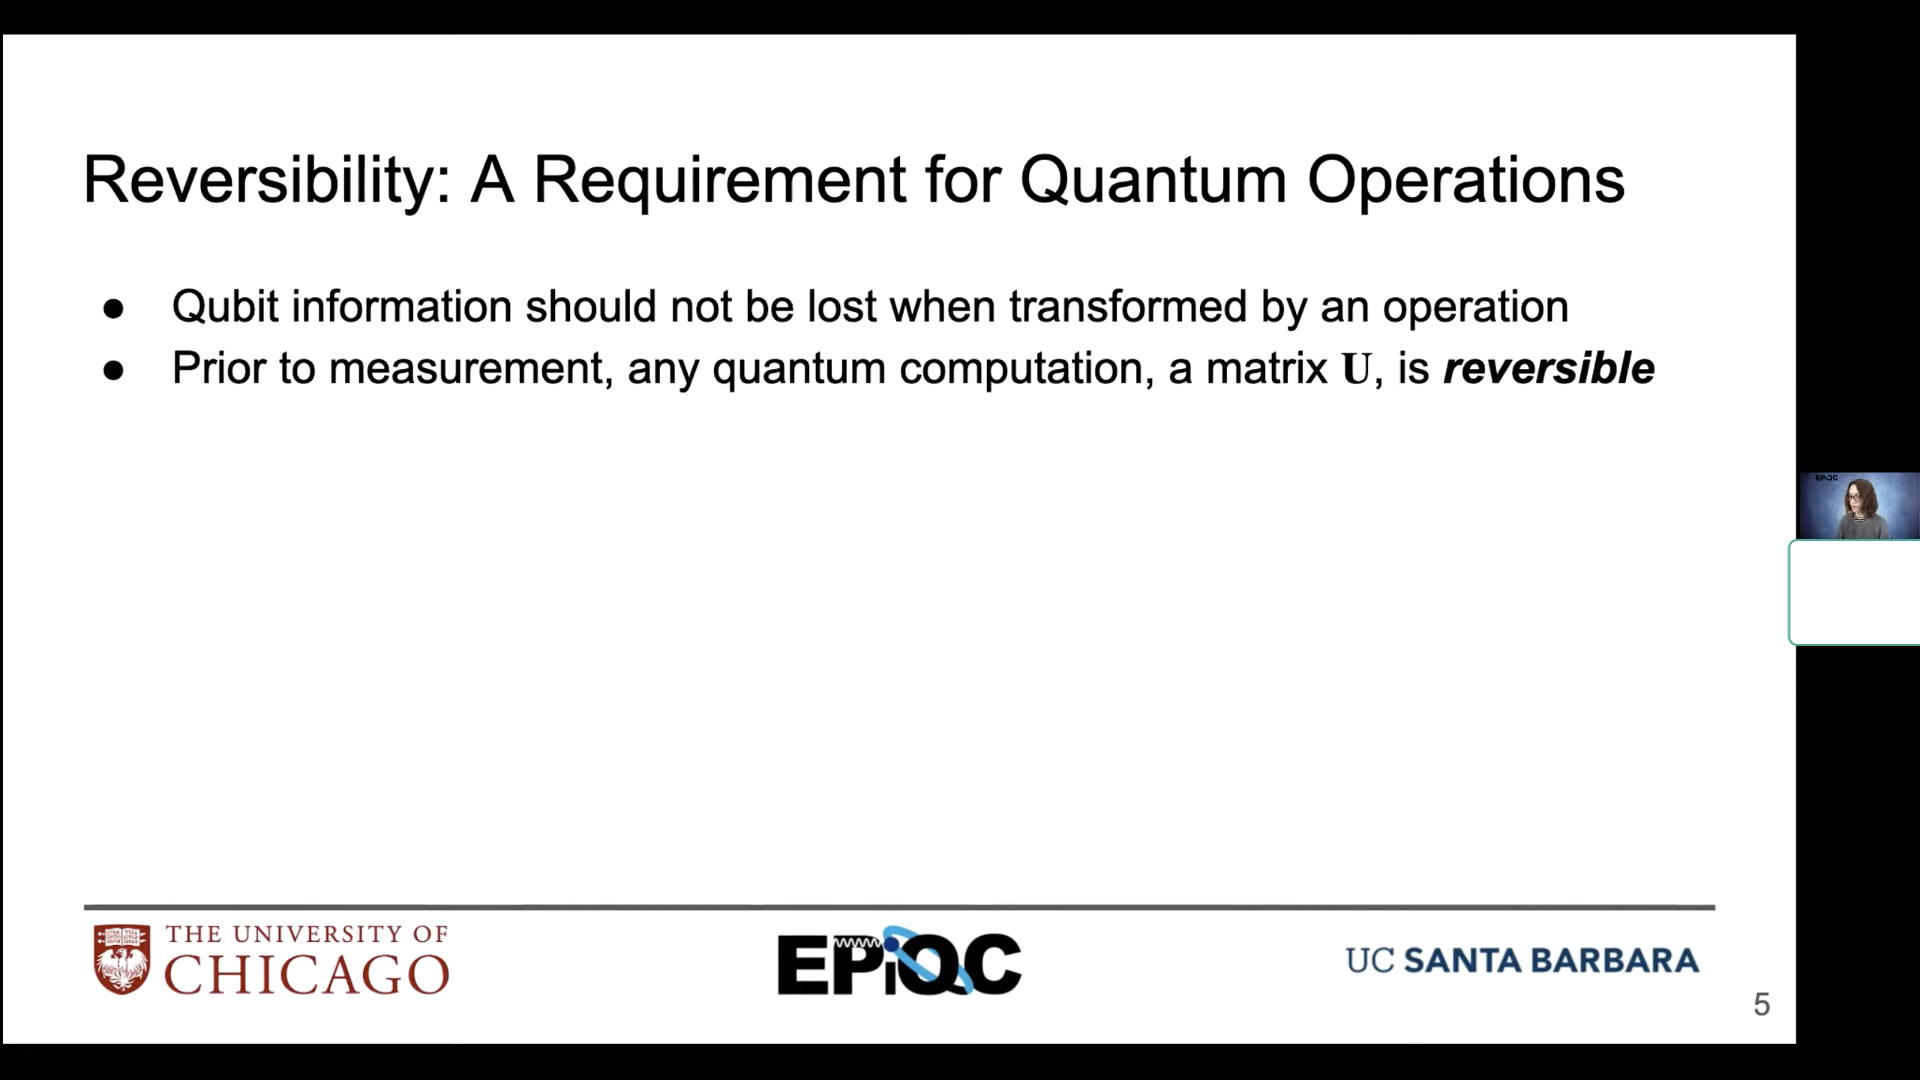 Reversibility: A Requirement for Quantum Operations
● Qubit information should not be lost when transformed by an operation
● Prior to measurement, any quantum computation, a matrix U, is reversible
EPiQC
THE UNIVERSITY OF
CHICAGO
EPiQC
UC SANTA BARBARA
5